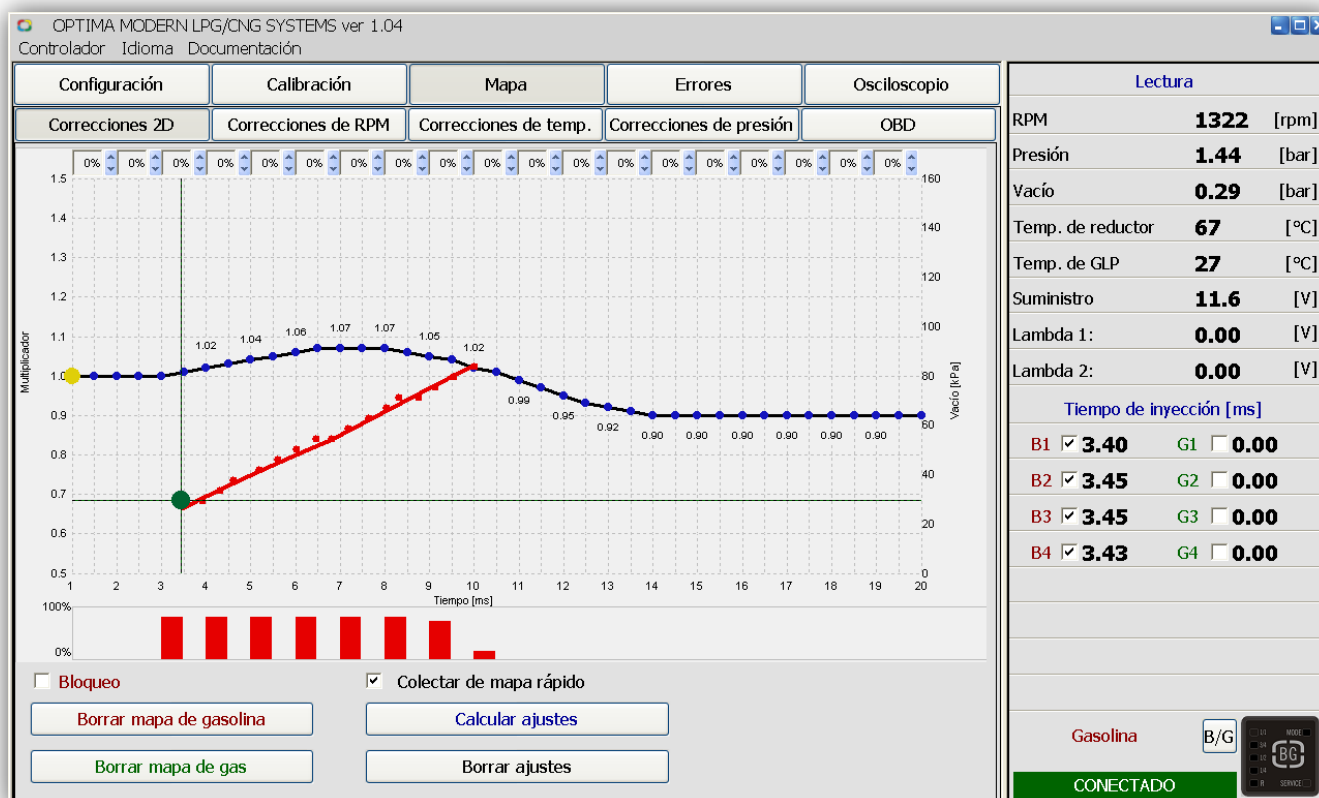 OPTIMA MODERN LPG/CNG SYSTEMS ver 1.04
Controlador Idioma Documentación
Configuración Calibración Mapa Errores Osciloscopio
Correcciones 2D Correcciones de RPM Correcciones de temp. Correcciones de presión OBD
0% 0% 0% 0% 0% 0% 0% 0% 0% 0% 0% 0% 0% 0% 0% 0% 0% 0% 0%
1.5 160
1.4 140
1.3
120
1.2
1.1 100
1.02 1.04 1.06 1.07 1.07 1.05 1.02
1.0 80
0.99 0.95 0.92 0.90 0.90 0.90 0.90 0.90 0.90
0.9
60
0.8
40
0.7
0.6 20
0.5 0
Multiplicador
Vacío [kPa]
1 2 3 4 5 6 7 8 9 10 11 12 13 14 15 16 17 18 19 20
Tiempo [ms]
100%
0%
Bloqueo Colectar de mapa rápido
Borrar mapa de gasolina Calcular ajustes
Borrar mapa de gas Borrar ajustes
Lectura
RPM 1322 [rpm]
Presión 1.44 [bar]
Vacío 0.29 [bar]
Temp. de reductor 67 [°C]
Temp. de GLP 27 [°C]
Suministro 11.6 [V]
Lambda 1: 0.00 [V]
Lambda 2: 0.00 [V]
Tiempo de inyección [ms]
B1 3.40 G1 0.00
B2 3.45 G2 0.00
B3 3.45 G3 0.00
B4 3.43 G4 0.00
Gasolina B/G
MODE
BG
SERVICE
CONECTADO